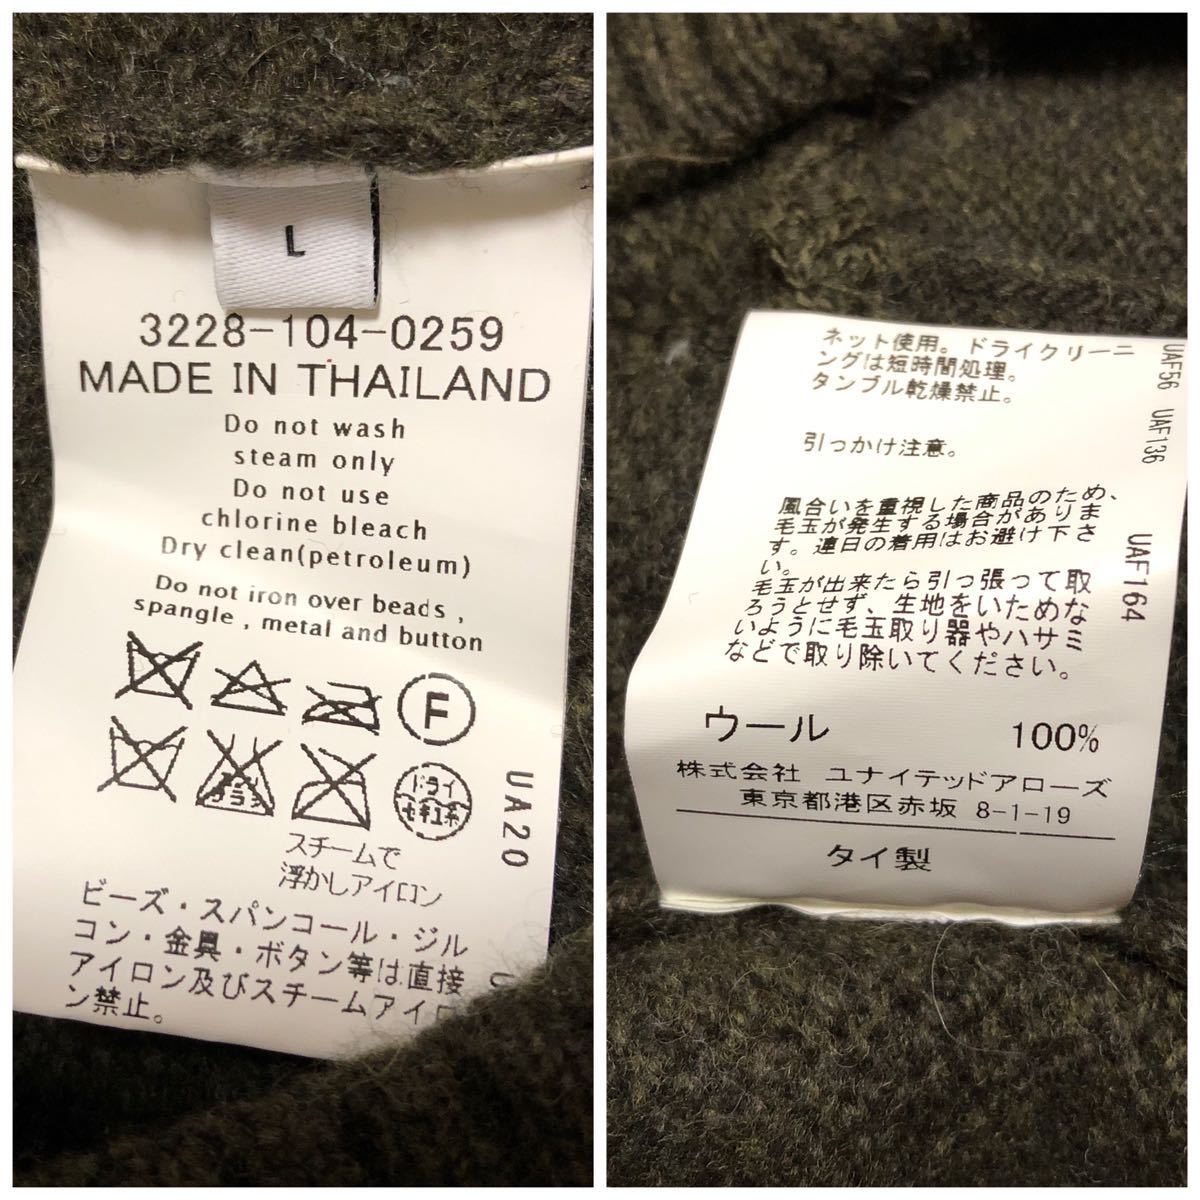 L
3228-104-0259
MADE IN THAILAND
Do not wash
steam only
Do not use
chlorine bleach
Dry clean(petroleum)
Do not iron over beads ,
spangle , metal and button
F
エンソ
サラシ
ドライ
セキユ系
スチームで
浮かしアイロン
UA20
ビーズ・スパンコール・ジル
コン・金具・ボタン等は直接
アイロン及びスチームアイロ
ン禁止。
ネット使用。ドライクリーニ
ングは短時間処理。
タンブル乾燥禁止。
引っかけ注意。
風合いを重視した商品のため、
毛玉が発生する場合がありま
す。連日の着用はお避け下さ
い。
毛玉が出来たら引っ張って取
ろうとせず、生地をいためな
いように毛玉取り器やハサミ
などで取り除いてください。
UAF56 UAF136
UAF164
ウール 100%
株式会社 ユナイテッドアローズ
東京都港区赤坂 8-1-19
タイ製